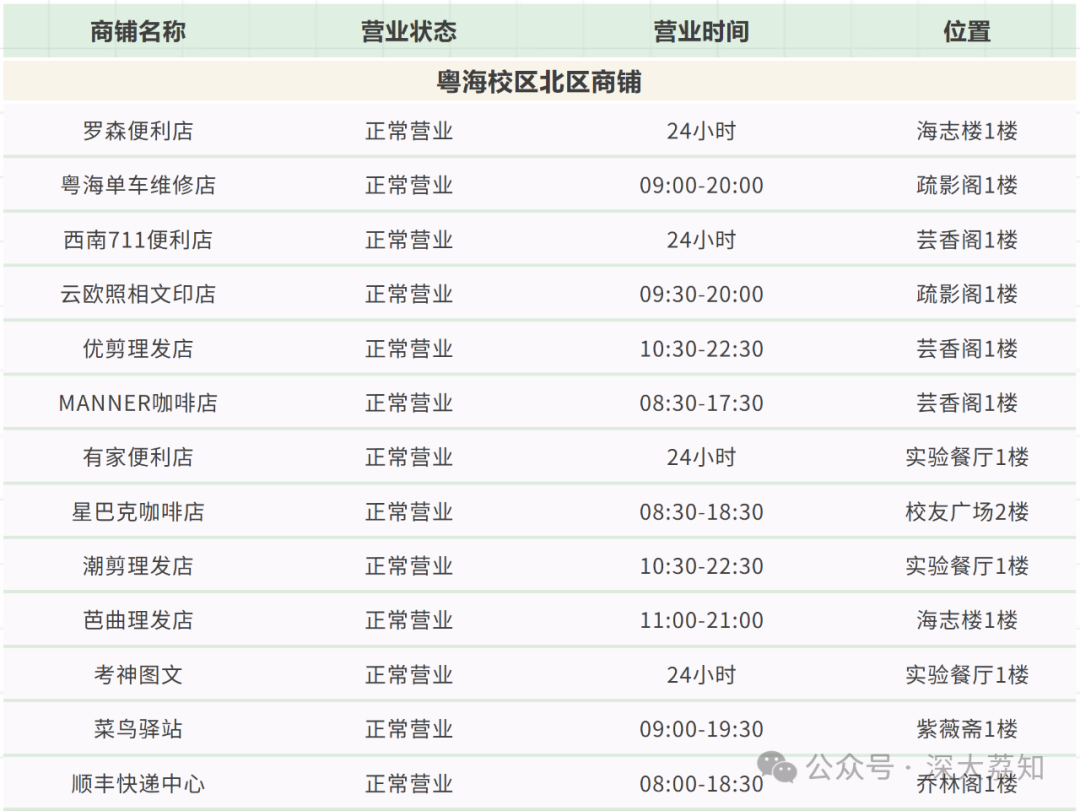 商铺名称 营业状态 营业时间 位置
粤海校区北区商铺
罗森便利店 正常营业 24小时 海志楼1楼
粤海单车维修店 正常营业 09:00-20:00 疏影阁1楼
西南711便利店 正常营业 24小时 芸香阁1楼
云欧照相文印店 正常营业 09:30-20:00 疏影阁1楼
优剪理发店 正常营业 10:30-22:30 芸香阁1楼
MANNER咖啡店 正常营业 08:30-17:30 芸香阁1楼
有家便利店 正常营业 24小时 实验餐厅1楼
星巴克咖啡店 正常营业 08:30-18:30 校友广场2楼
潮剪理发店 正常营业 10:30-22:30 实验餐厅1楼
芭曲理发店 正常营业 11:00-21:00 海志楼1楼
考神图文 正常营业 24小时 实验餐厅1楼
菜鸟驿站 正常营业 09:00-19:30 紫薇斋1楼
公众号 · 深大荔知
顺丰快递中心 正常营业 08:00-18:30 乔林阁1楼